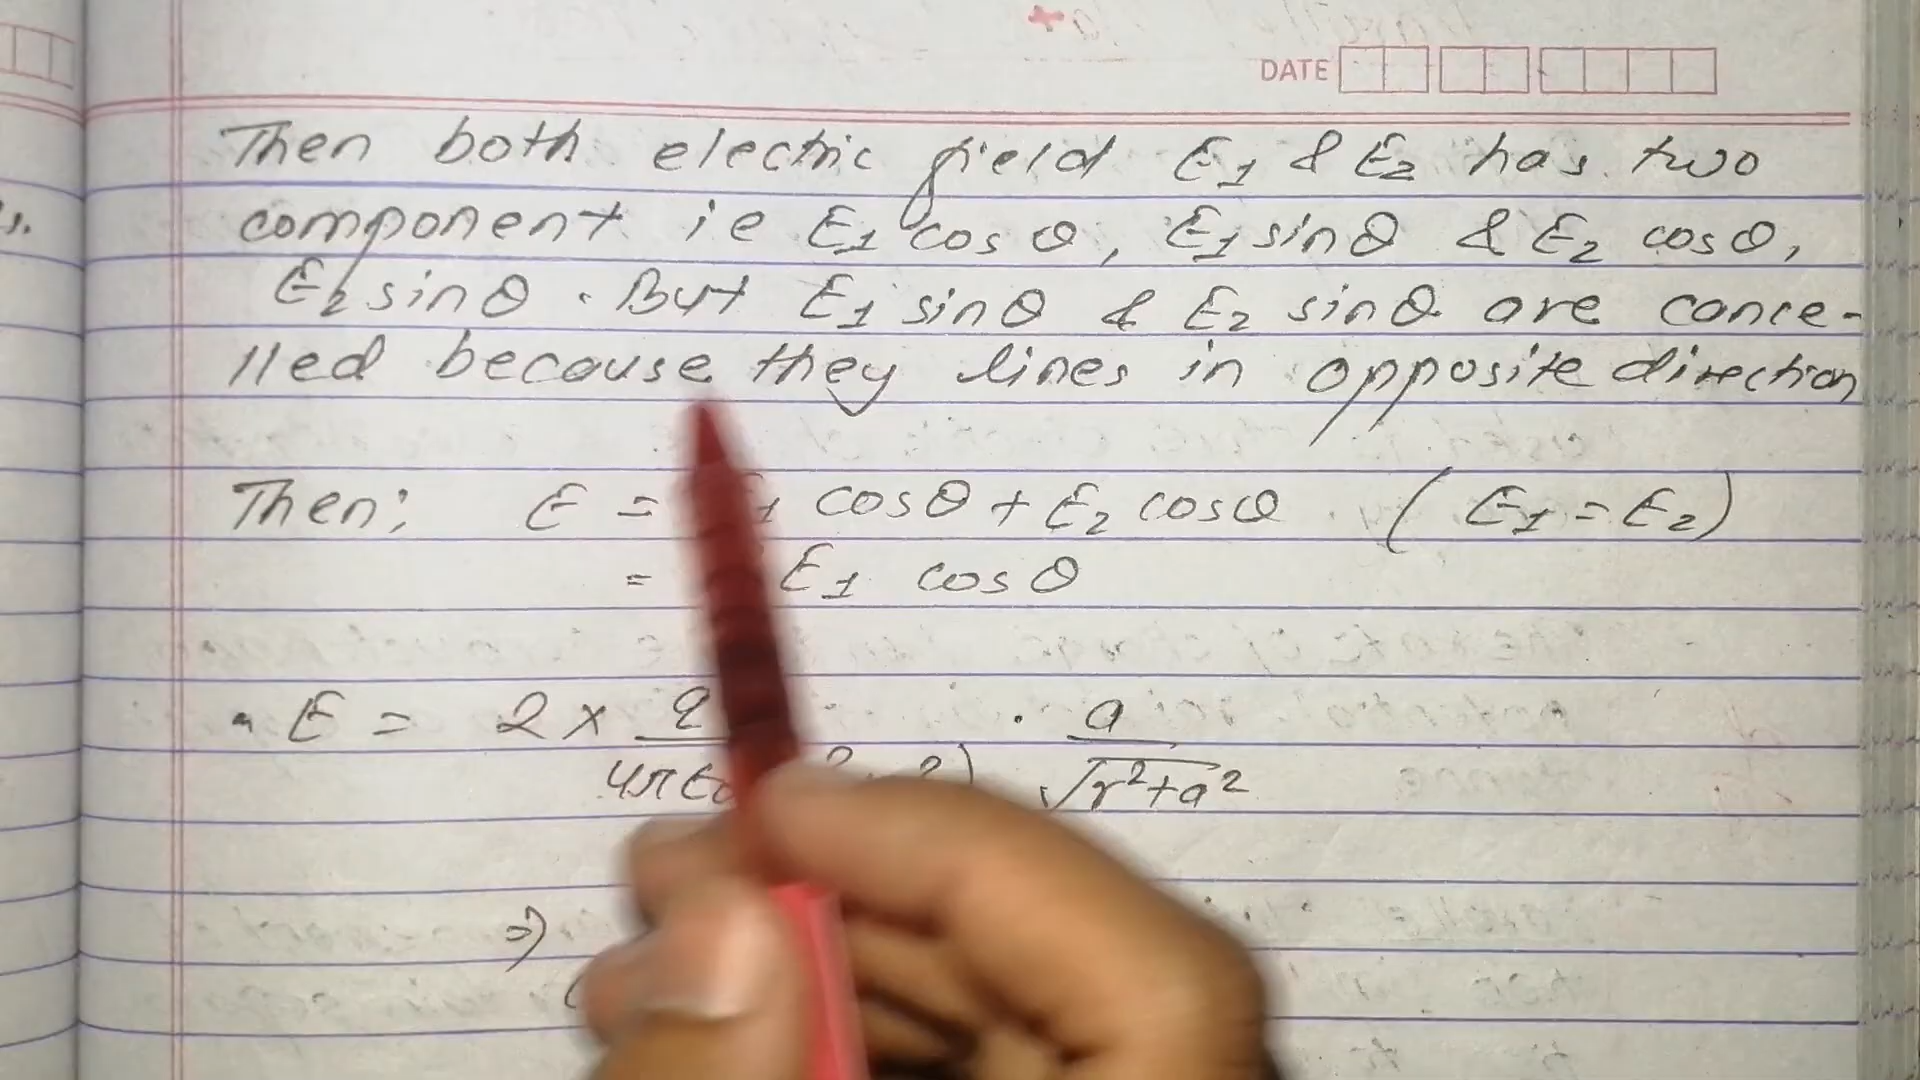 DATE
Then both electric field E₁ & E₂ has two
component ie E₁ cos θ, E₁ sin θ & E₂ cos θ,
E₂ sin θ. But E₁ sin θ & E₂ sin θ are conce-
lled because they lines in opposite direction
Then: E = cos θ + E₂ cos θ (E₁ = E₂)
= E₁ cos θ
E = 2 × q · a
4πε √r²+a²
⇒